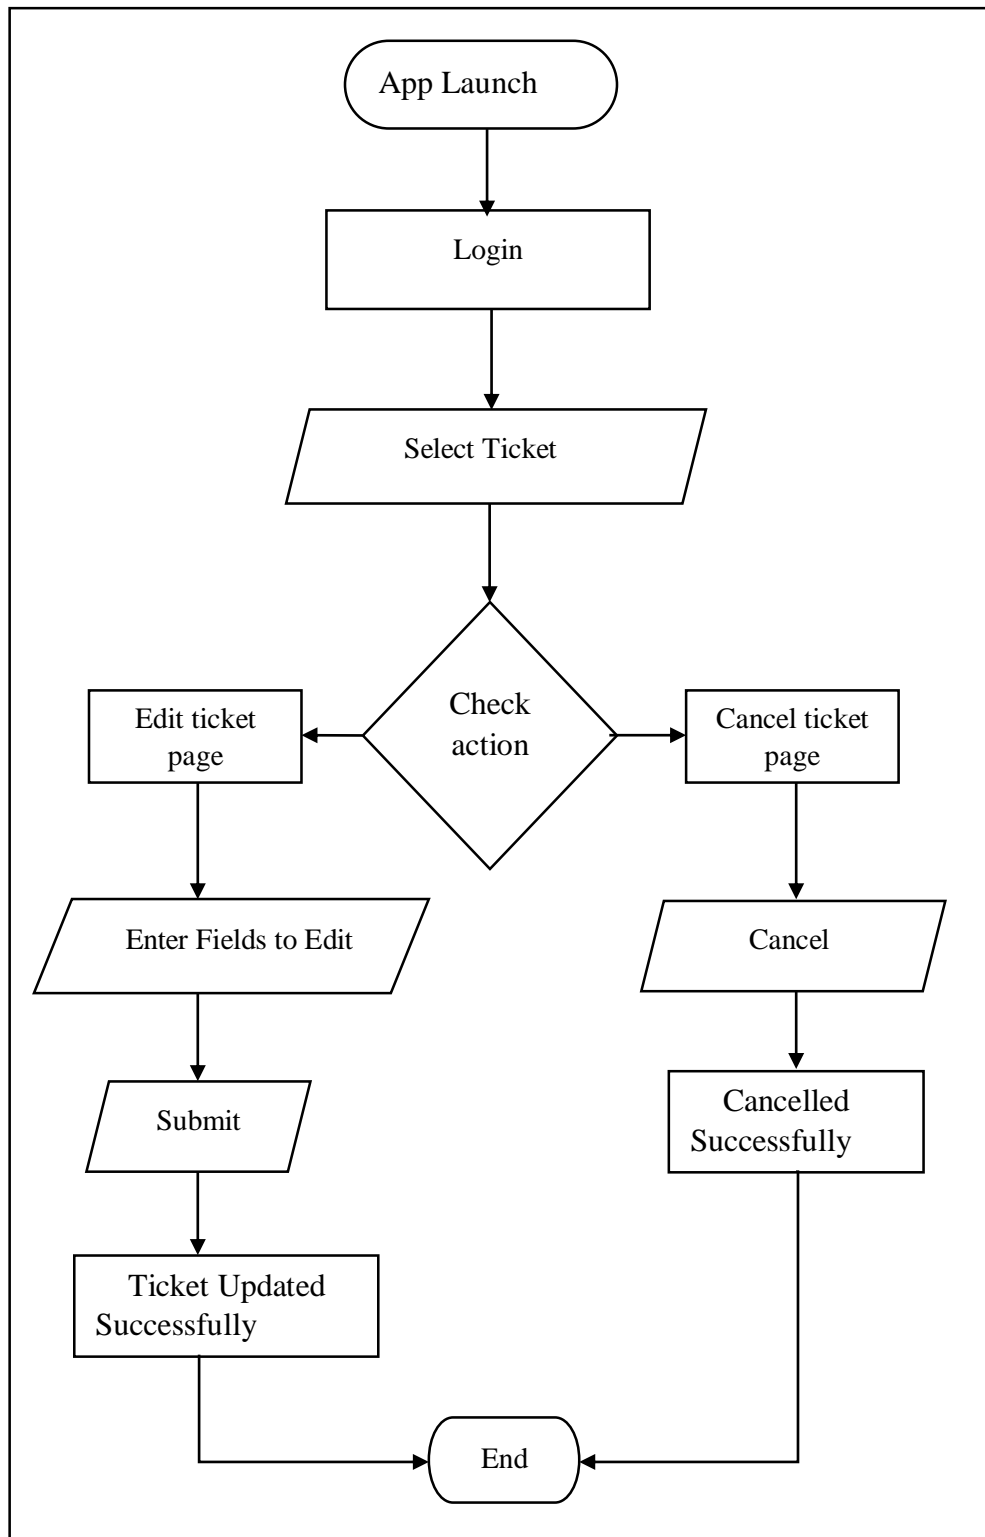 App Launch
Login
Select Ticket
Check
action
Edit ticket
page
Cancel ticket
page
Enter Fields to Edit
Cancel
Submit
Cancelled
Successfully
Ticket Updated
Successfully
End